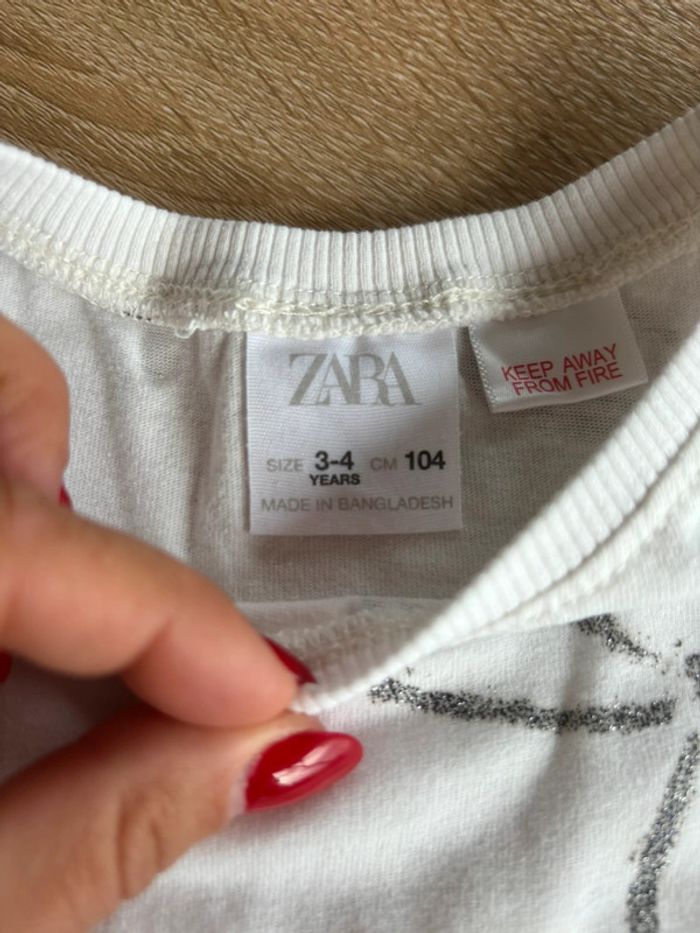 ZARA
SIZE 3-4 CM 104
YEARS
MADE IN BANGLADESH
KEEP AWAY
FROM FIRE